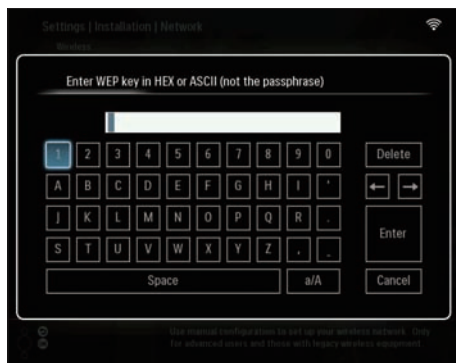 Settings | Installation | Network
Wireless
Enter WEP key in HEX or ASCII (not the passphrase)
1 2 3 4 5 6 7 8 9 0 Delete
A B C D E F G H I ' ← →
J K L M N O P Q R .
Enter
S T U V W X Y Z , _
Space a/A Cancel
Use manual configuration to set up your wireless network. Only
for advanced users and those with legacy wireless equipment.